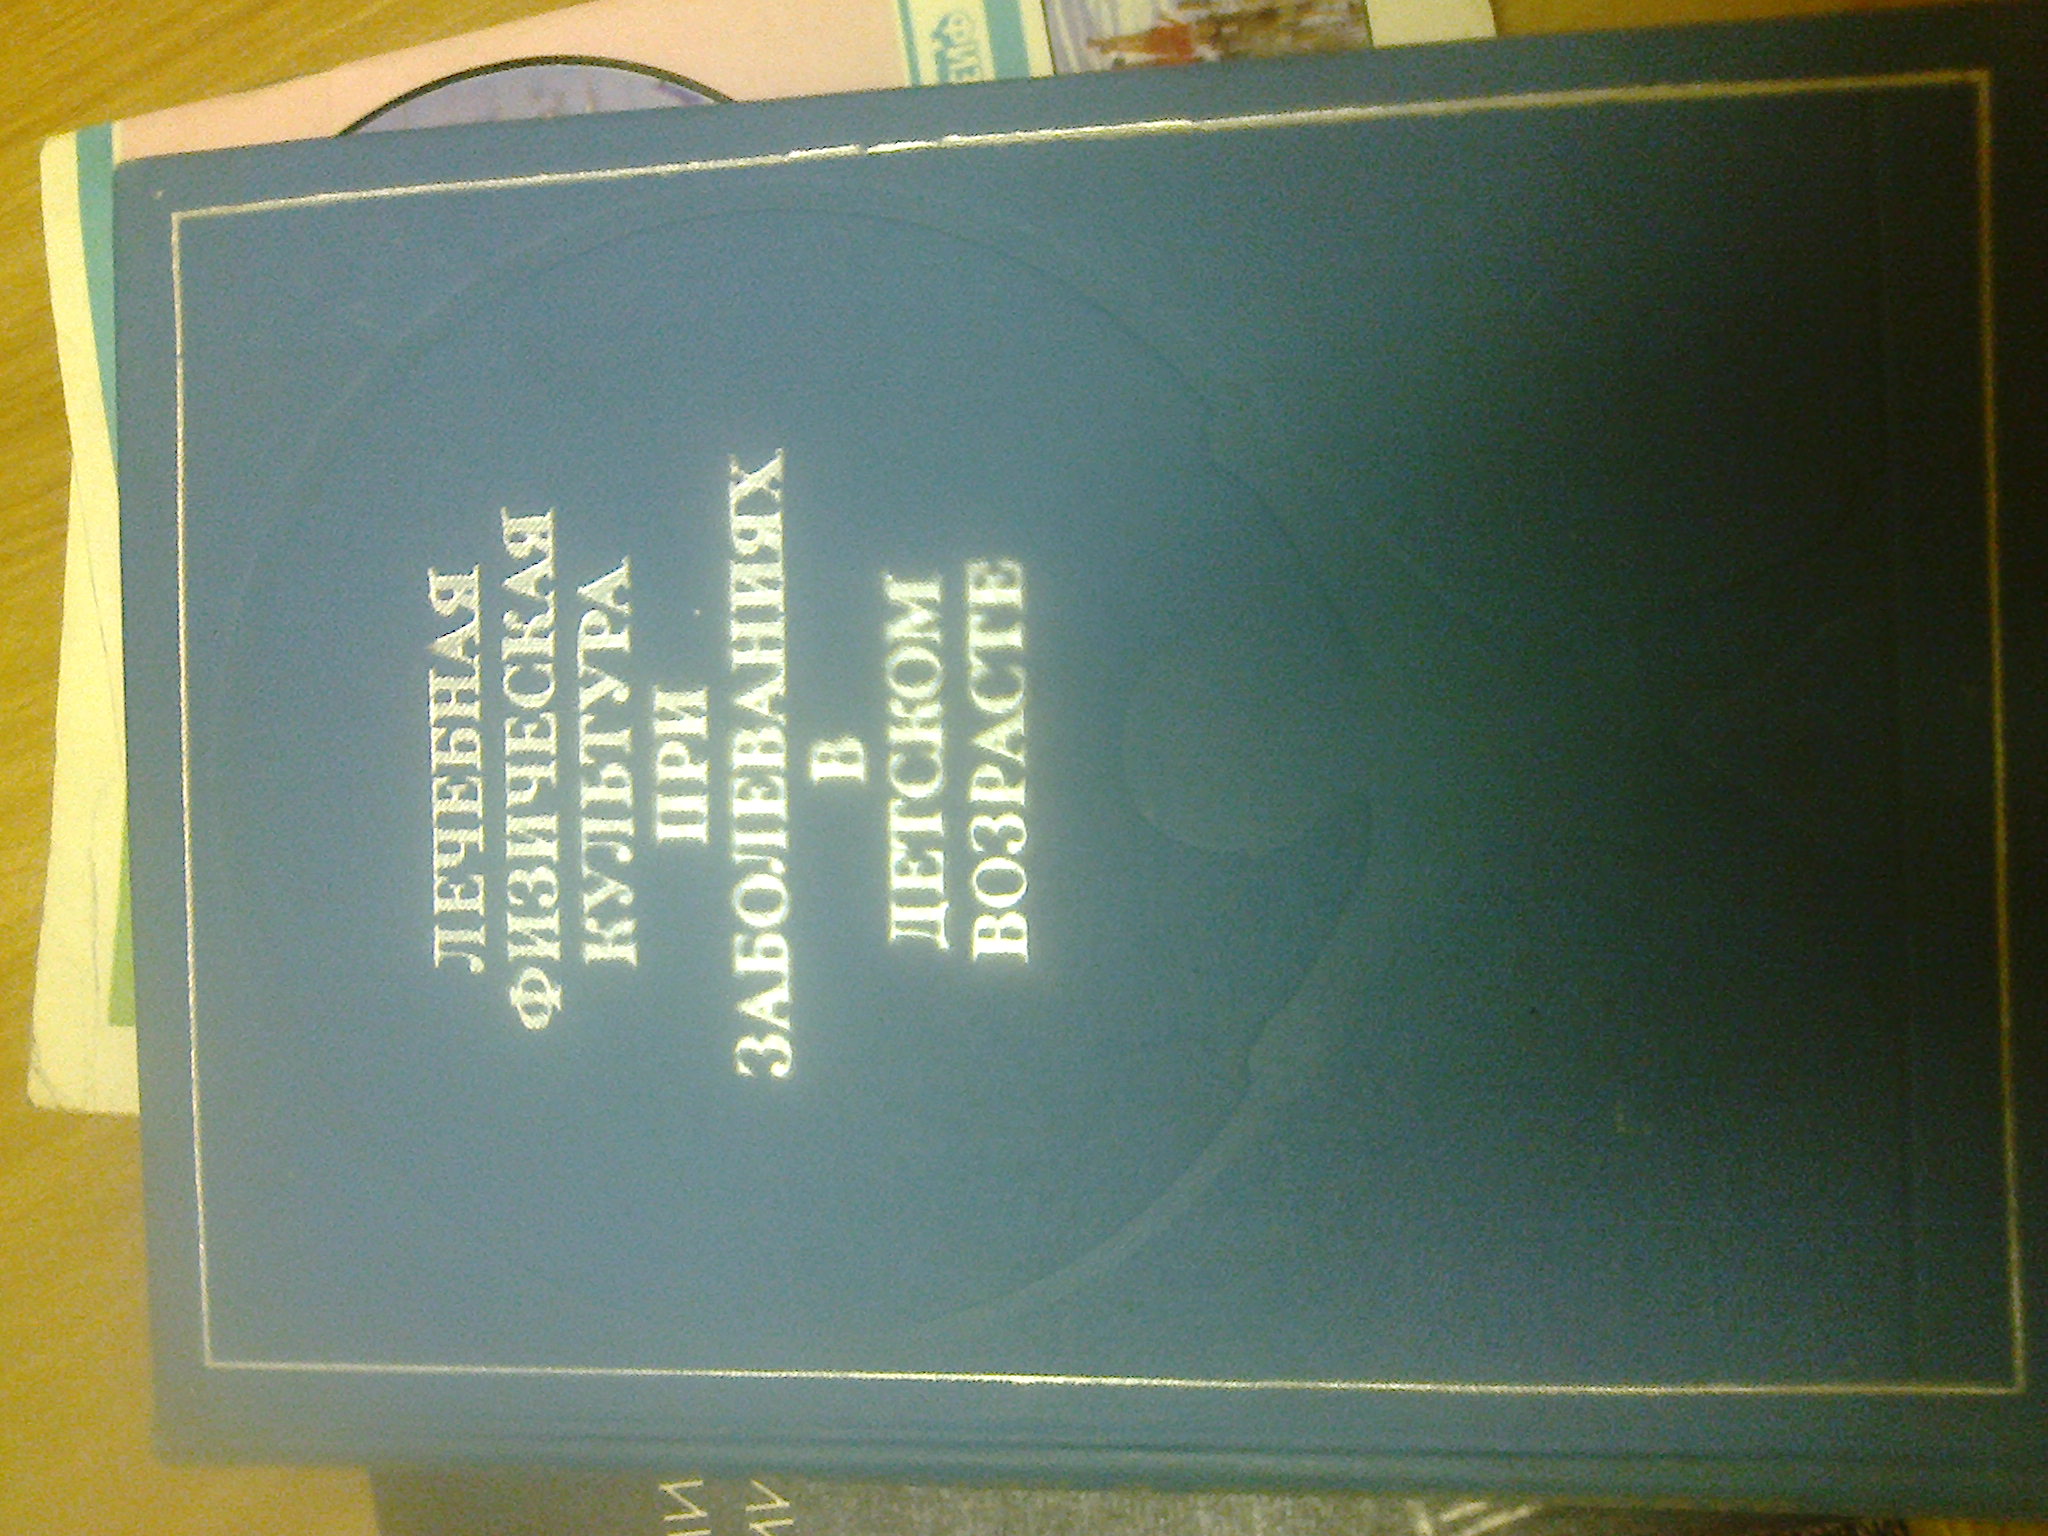 ЛЕЧЕБНАЯ
ФИЗИЧЕСКАЯ
КУЛЬТУРА
ПРИ
ЗАБОЛЕВАНИЯХ
В
ДЕТСКОМ
ВОЗРАСТЕ